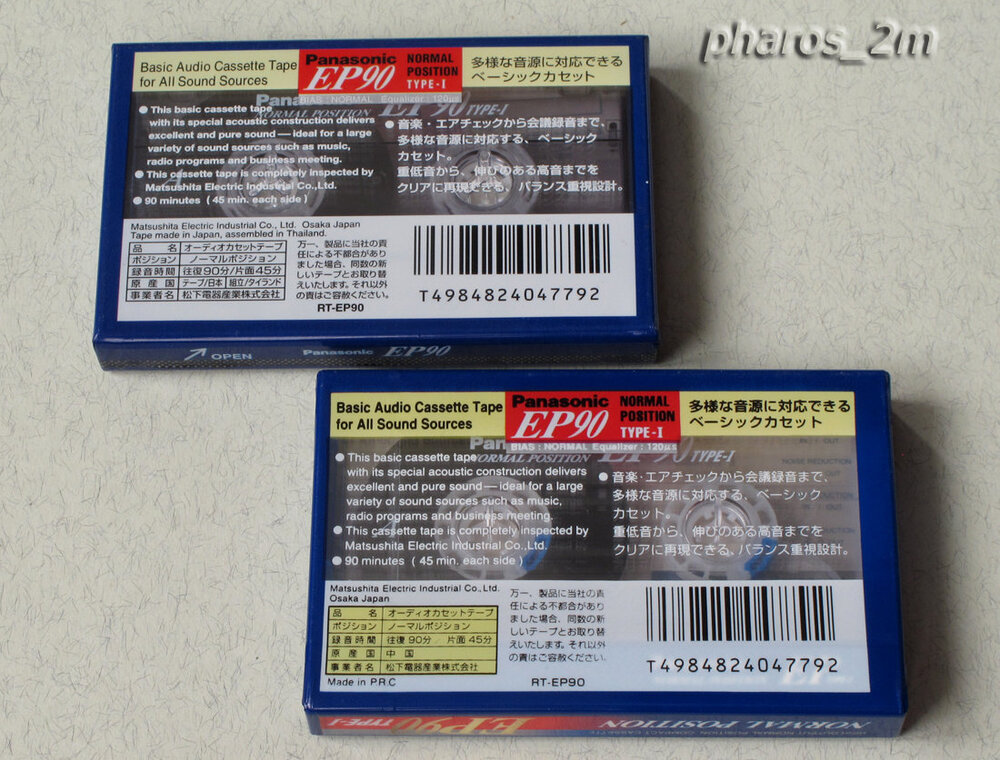 pharos_2m
Basic Audio Cassette Tape
for All Sound Sources
Panasonic
EP90
NORMAL
POSITION
TYPE-I
多様な音源に対応できる
ベーシックカセット
BIAS : NORMAL Equalizer : 120μs
Pana
EP 90 TYPE-I
NORMAL POSITION
● This basic cassette tape
with its special acoustic construction delivers
excellent and pure sound — ideal for a large
variety of sound sources such as music,
radio programs and business meeting.
● This cassette tape is completely inspected by
Matsushita Electric Industrial Co.,Ltd.
● 90 minutes ( 45 min. each side )
● 音楽・エアチェックから会議録音まで、
多様な音源に対応する、ベーシック
カセット。
重低音から、伸びのある高音までを
クリアに再現できる、バランス重視設計。
Matsushita Electric Industrial Co., Ltd. Osaka Japan
Tape made in Japan, assembled in Thailand.
品 名 オーディオカセットテープ
ポジション ノーマルポジション
録音時間 往復90分/片面45分
原産国 テープ/日本 組立/タイランド
事業者名 松下電器産業株式会社
万一、製品に当社の責
任による不都合があり
ました場合、同数の新
しいテープとお取り替
えいたします。それ以外
の責はご容赦ください。
RT-EP90
T4984824047792
OPEN
Panasonic EP90
Basic Audio Cassette Tape
for All Sound Sources
Panasonic
EP90
NORMAL
POSITION
TYPE-I
多様な音源に対応できる
ベーシックカセット
BIAS : NORMAL Equalizer : 120μs
Pan
TYPE-I
NORMAL POSITION
IN / OUT
NOISE REDUCTION
● This basic cassette tape
with its special acoustic construction delivers
excellent and pure sound — ideal for a large
variety of sound sources such as music,
radio programs and business meeting.
● This cassette tape is completely inspected by
Matsushita Electric Industrial Co.,Ltd.
● 90 minutes ( 45 min. each side )
● 音楽・エアチェックから会議録音まで、
多様な音源に対応する、ベーシック
カセット。
重低音から、伸びのある高音までを
クリアに再現できる、バランス重視設計。
Matsushita Electric Industrial Co., Ltd.
Osaka Japan
品 名 オーディオカセットテープ
ポジション ノーマルポジション
録音時間 往復90分 片面45分
原産国 中国
事業者名 松下電器産業株式会社
Made in P.R.C
万一、製品に当社の責
任による不都合があり
ました場合、同数の新
しいテープとお取り替
えいたします。それ以外
の責はご容赦ください.
RT-EP90
T4984824047792
EP90 TYPE-I
NORMAL POSITION